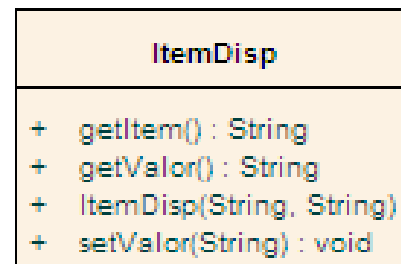 ItemDisp
+ getItem() : String
+ getValor() : String
+ ItemDisp(String, String)
+ setValor(String) : void